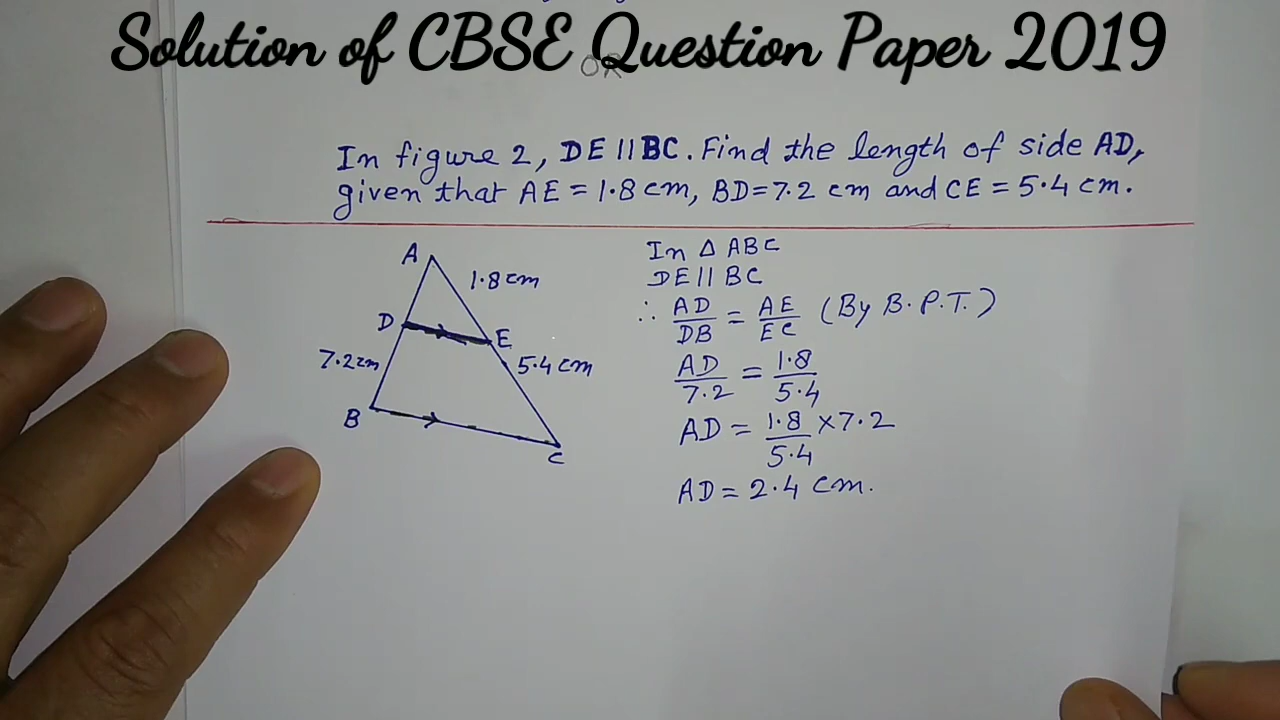 Solution of CBSE Question Paper 2019
OR
In figure 2, DE || BC. Find the length of side AD,
given that AE = 1.8 cm, BD = 7.2 cm and CE = 5.4 cm.
A
1.8 cm
D
E
7.2 cm
5.4 cm
B
C
In Δ ABC
DE || BC
∴ AD/DB = AE/EC (By B.P.T.)
AD/7.2 = 1.8/5.4
AD = 1.8/5.4 × 7.2
AD = 2.4 cm.